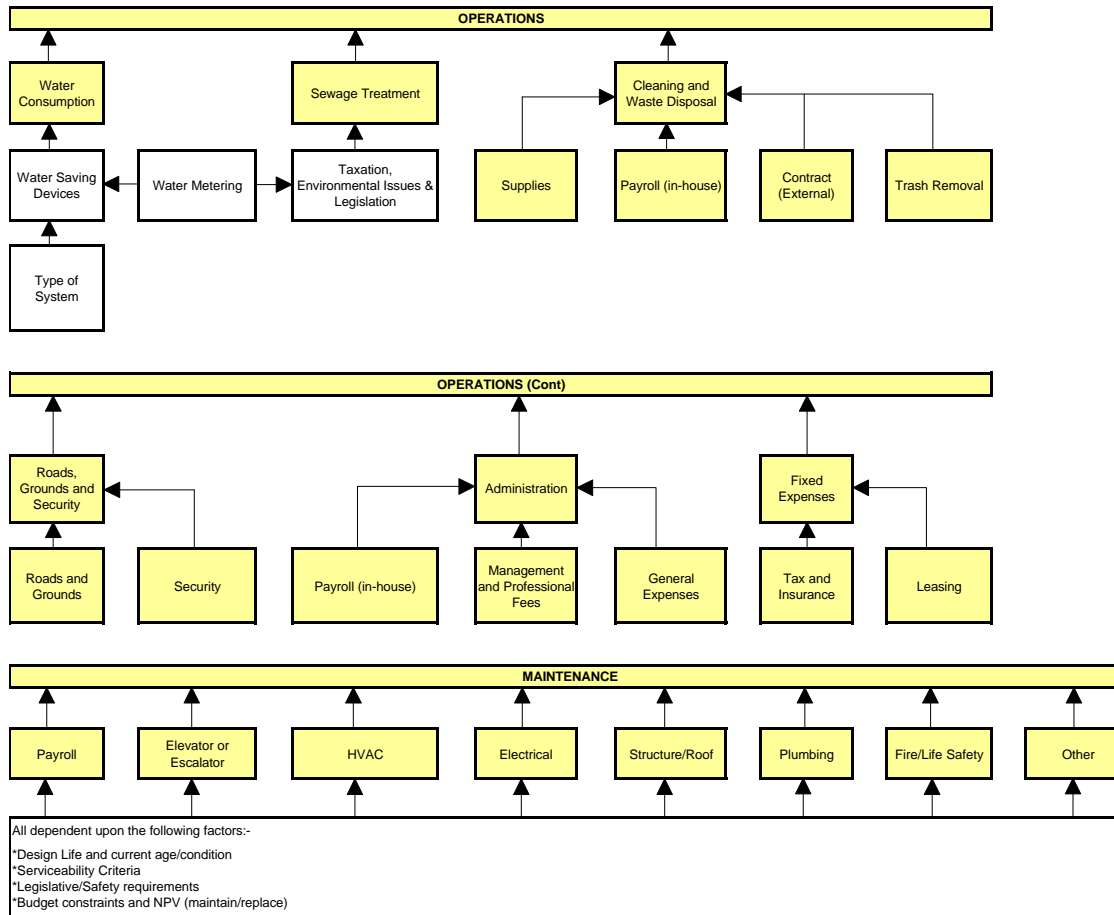 OPERATIONS
Water
Consumption
Sewage Treatment
Cleaning and
Waste Disposal
Water Saving
Devices
Water Metering
Taxation,
Environmental Issues &
Legislation
Supplies
Payroll (in-house)
Contract
(External)
Trash Removal
Type of
System
OPERATIONS (Cont)
Roads,
Grounds and
Security
Administration
Fixed
Expenses
Roads and
Grounds
Security
Payroll (in-house)
Management
and Professional
Fees
General
Expenses
Tax and
Insurance
Leasing
MAINTENANCE
Payroll
Elevator or
Escalator
HVAC
Electrical
Structure/Roof
Plumbing
Fire/Life Safety
Other
All dependent upon the following factors:-
*Design Life and current age/condition
*Serviceability Criteria
*Legislative/Safety requirements
*Budget constraints and NPV (maintain/replace)